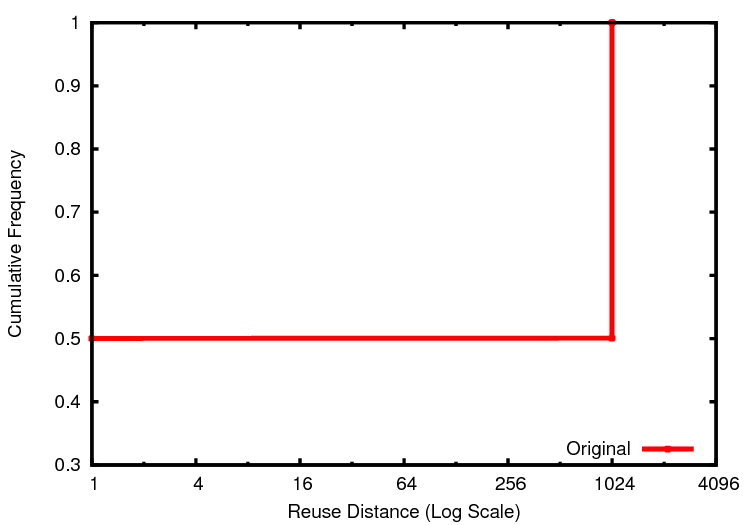 1
0.9
0.8
0.7
0.6
0.5
0.4
0.3
Cumulative Frequency
Original
1 4 16 64 256 1024 4096
Reuse Distance (Log Scale)